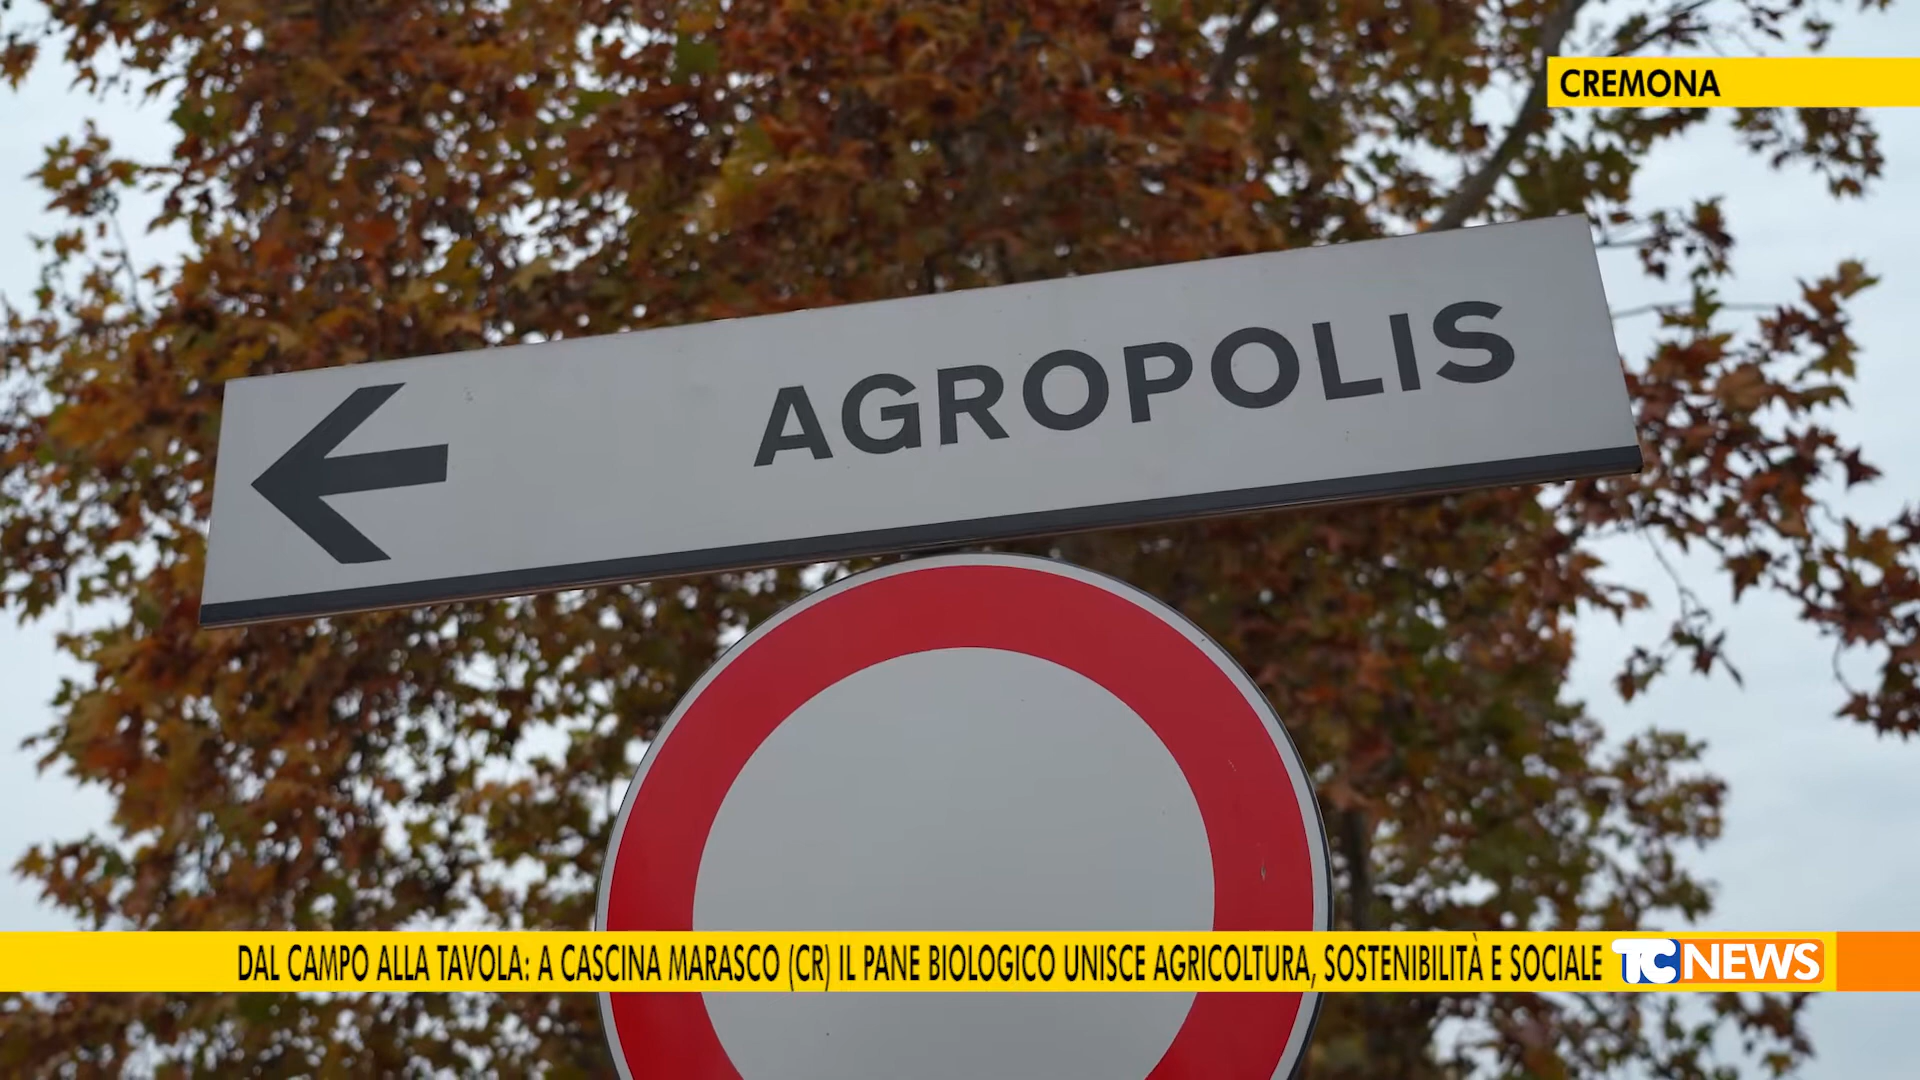 CREMONA
AGROPOLIS
DAL CAMPO ALLA TAVOLA: A CASCINA MARASCO (CR) IL PANE BIOLOGICO UNISCE AGRICOLTURA, SOSTENIBILITÀ E SOCIALE
TC NEWS